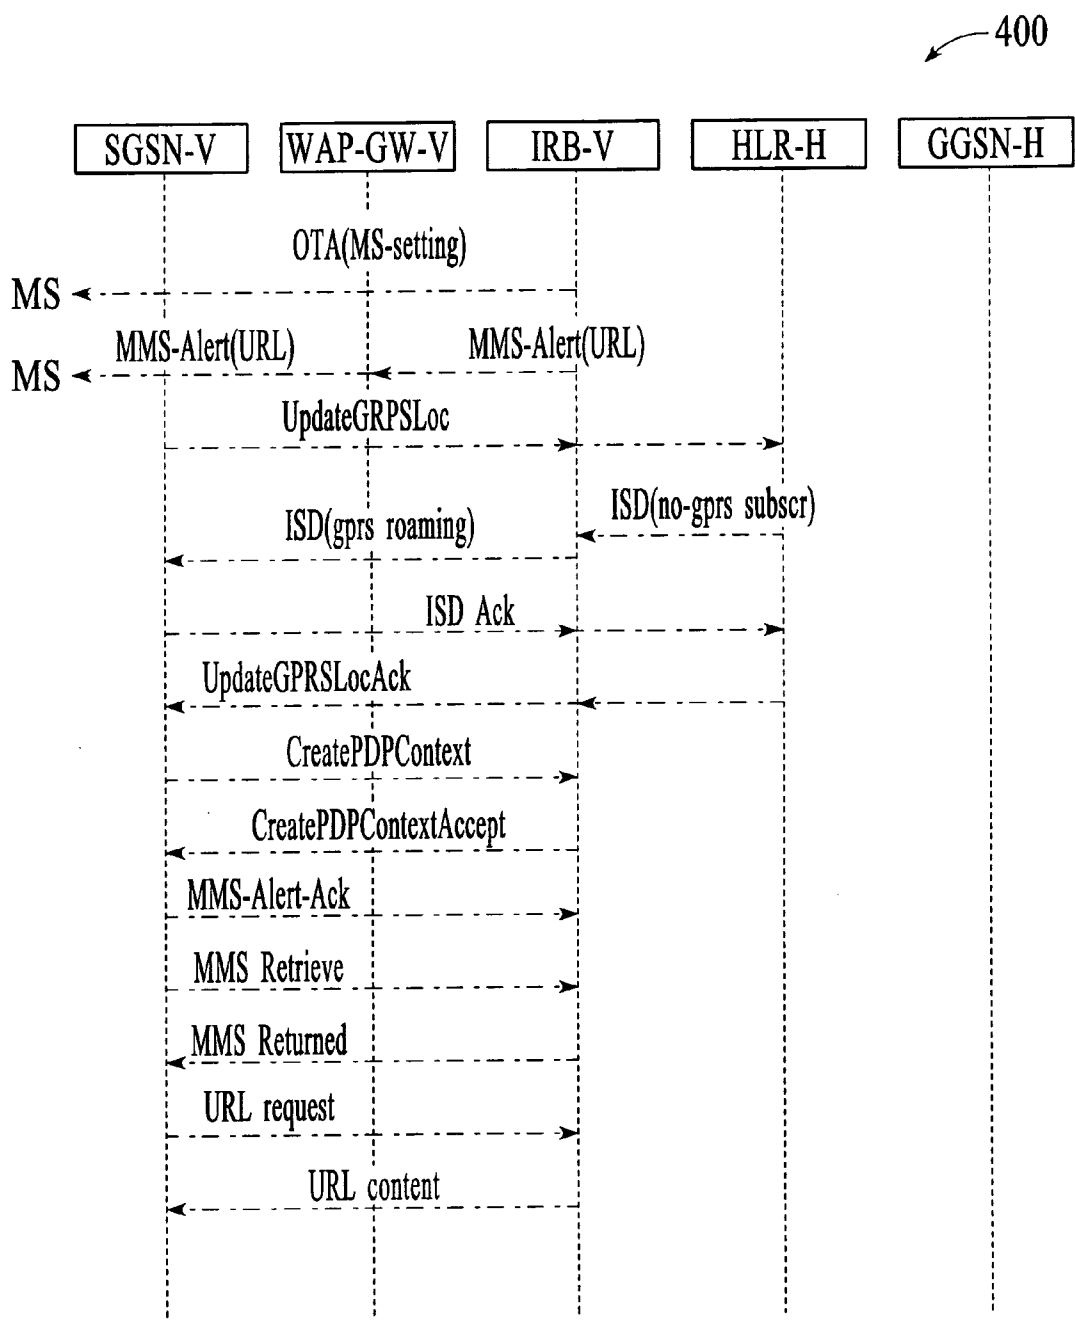 400
SGSN-V WAP-GW-V IRB-V HLR-H GGSN-H
OTA(MS-setting)
MS
MMS-Alert(URL) MMS-Alert(URL)
MS
UpdateGRPSLoc
ISD(no-gprs subscr)
ISD(gprs roaming)
ISD Ack
UpdateGPRSLocAck
CreatePDPContext
CreatePDPContextAccept
MMS-Alert-Ack
MMS Retrieve
MMS Returned
URL request
URL content